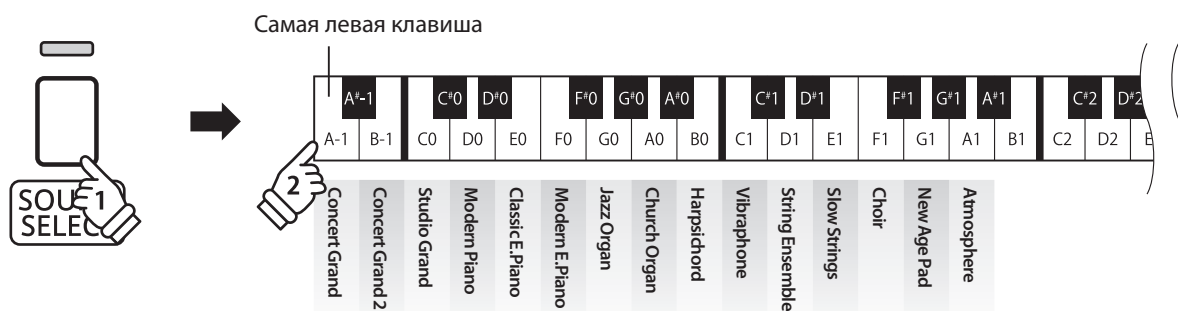 Самая левая клавиша
A#-1 C#0 D#0 F#0 G#0 A#0 C#1 D#1 F#1 G#1 A#1 C#2 D#2
A-1 B-1 C0 D0 E0 F0 G0 A0 B0 C1 D1 E1 F1 G1 A1 B1 C2 D2
1
2
SELEC
Concert Grand
Concert Grand 2
Studio Grand
Modern Piano
Classic E.Piano
Modern E.Piano
Jazz Organ
Church Organ
Harpsichord
Vibraphone
String Ensemble
Slow Strings
Choir
New Age Pad
Atmosphere